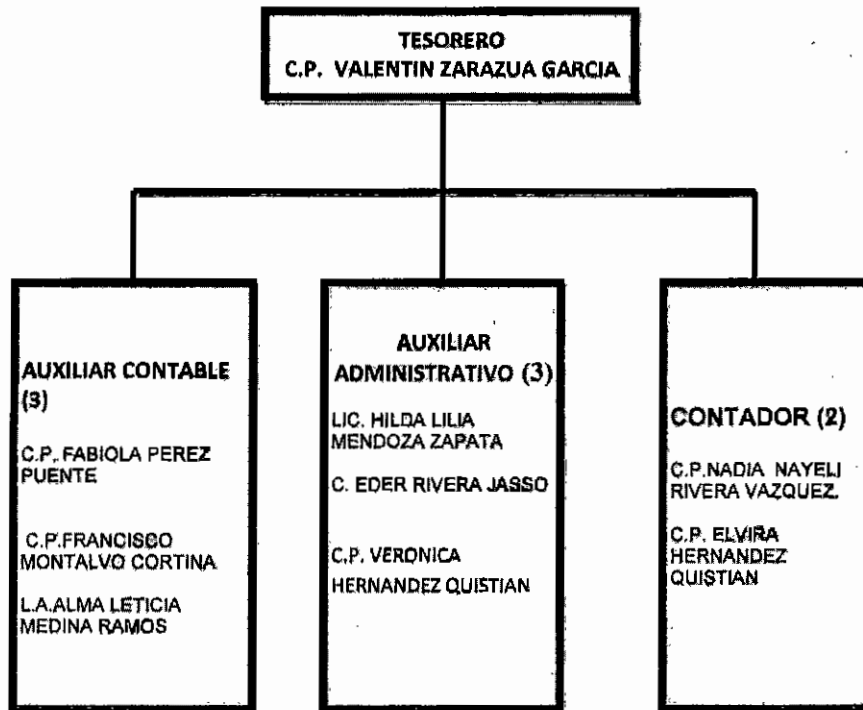 TESORERO
C.P. VALENTIN ZARAZUA GARCIA
AUXILIAR CONTABLE
(3)
C.P. FABIOLA PEREZ
PUENTE
C.P.FRANCISCO
MONTALVO CORTINA
L.A.ALMA LETICIA
MEDINA RAMOS
AUXILIAR
ADMINISTRATIVO (3)
LIC. HILDA LILIA
MENDOZA ZAPATA
C. EDER RIVERA JASSO
C.P. VERONICA
HERNANDEZ QUISTIAN
CONTADOR (2)
C.P.NADIA NAYELI
RIVERA VAZQUEZ.
C.P. ELVIRA
HERNANDEZ
QUISTIAN